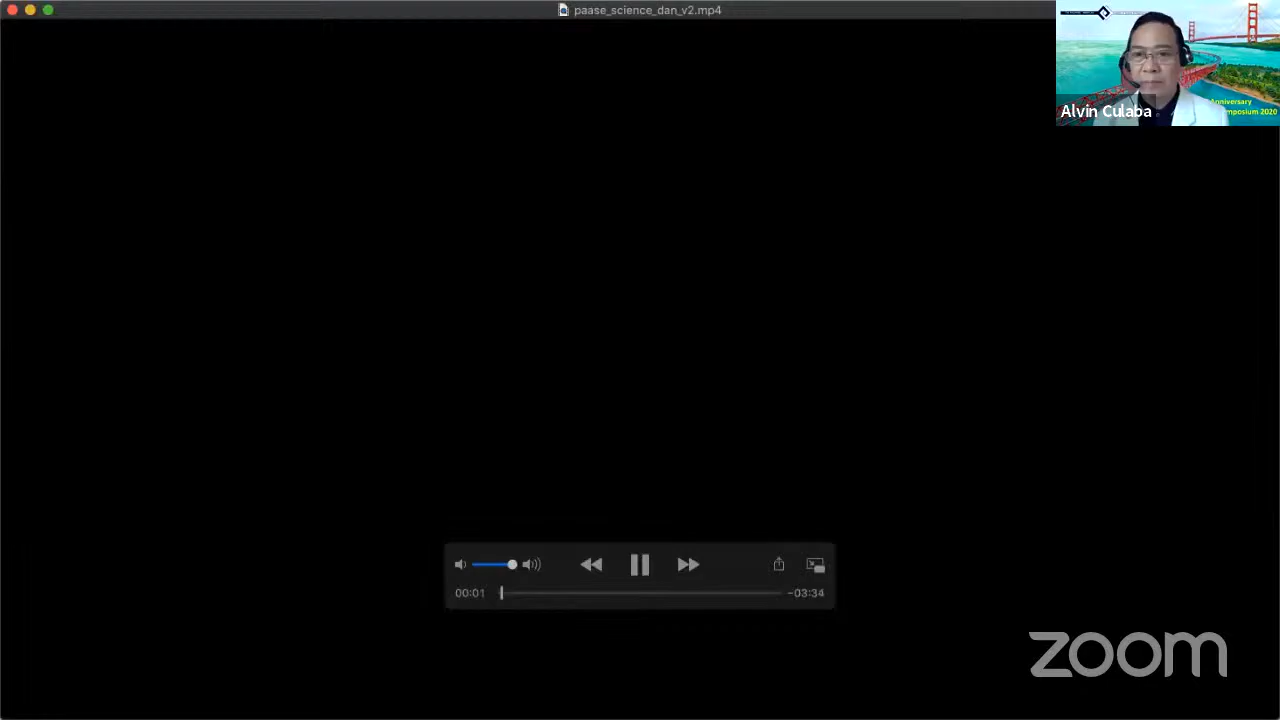 paase_science_dan_v2.mp4
Anniversary
mposium 2020
Alvin Culaba
00:01
-03:34
zoom